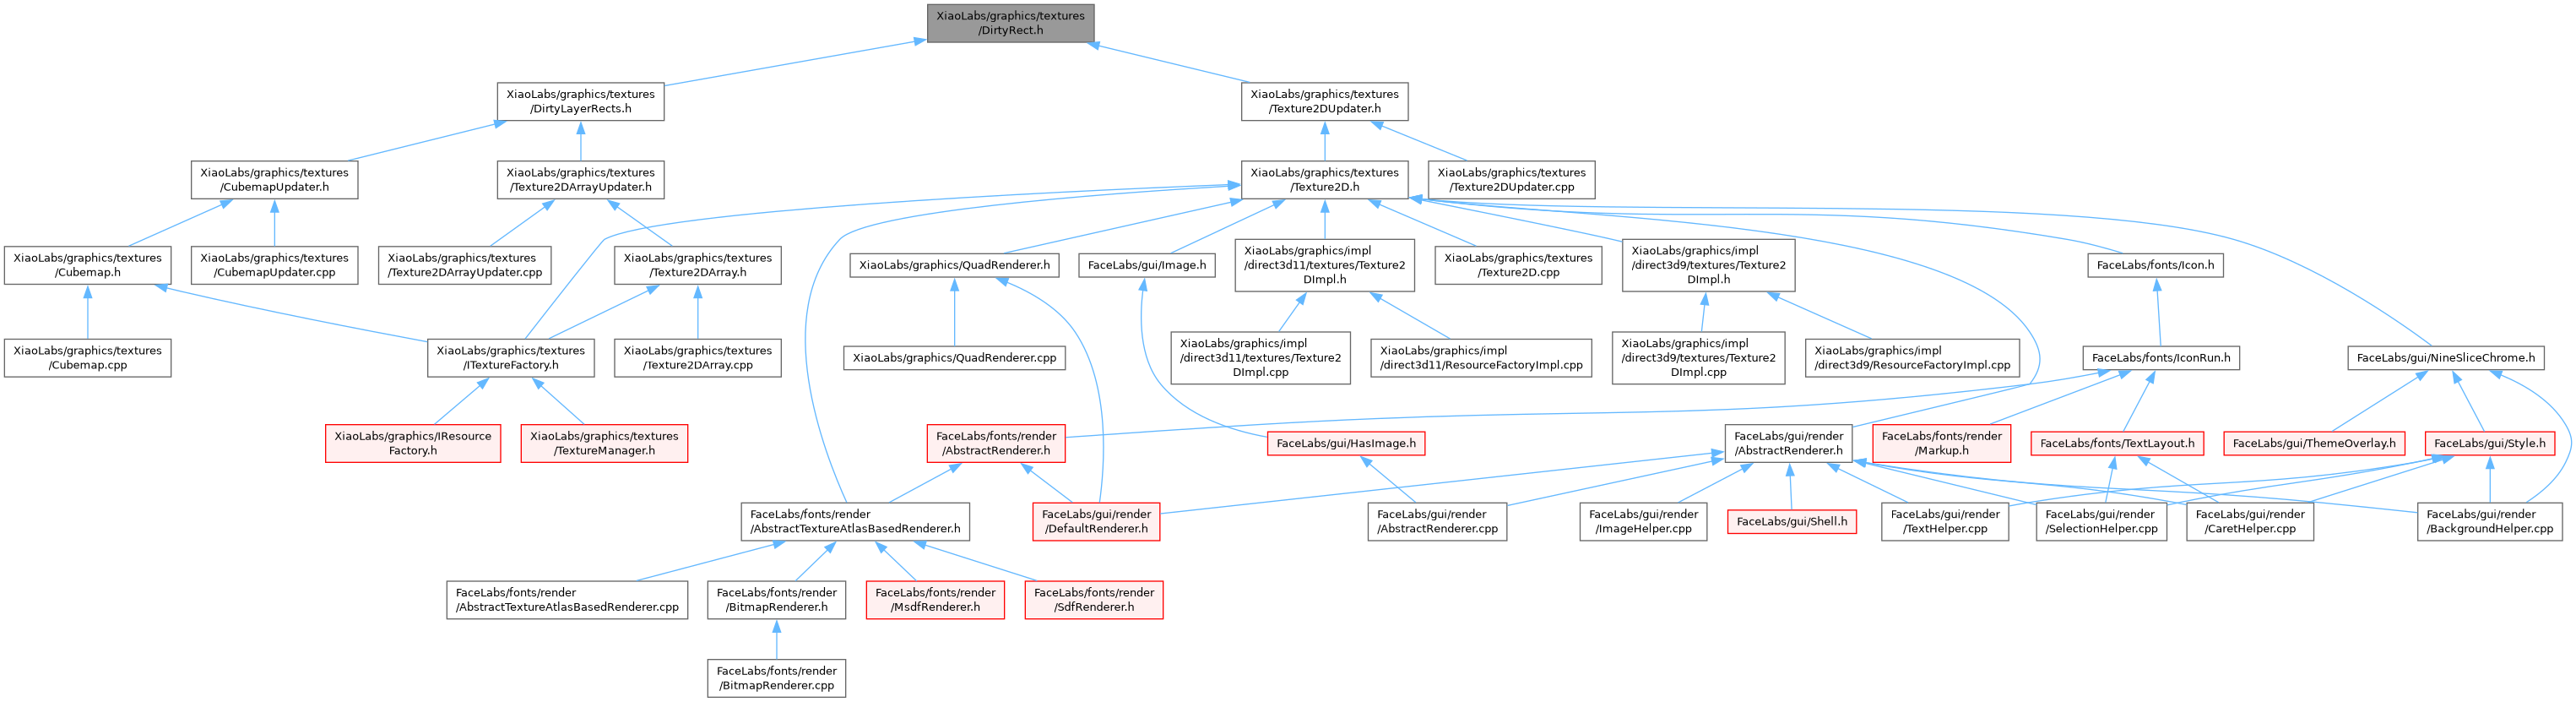 XiaoLabs/graphics/textures
/DirtyRect.h
XiaoLabs/graphics/textures
/DirtyLayerRects.h
XiaoLabs/graphics/textures
/Texture2DUpdater.h
XiaoLabs/graphics/textures
/CubemapUpdater.h
XiaoLabs/graphics/textures
/Texture2DArrayUpdater.h
XiaoLabs/graphics/textures
/Texture2D.h
XiaoLabs/graphics/textures
/Texture2DUpdater.cpp
XiaoLabs/graphics/textures
/Cubemap.h
XiaoLabs/graphics/textures
/CubemapUpdater.cpp
XiaoLabs/graphics/textures
/Texture2DArrayUpdater.cpp
XiaoLabs/graphics/textures
/Texture2DArray.h
XiaoLabs/graphics/QuadRenderer.h
FaceLabs/gui/Image.h
XiaoLabs/graphics/impl
/direct3d11/textures/Texture2
DImpl.h
XiaoLabs/graphics/textures
/Texture2D.cpp
XiaoLabs/graphics/impl
/direct3d9/textures/Texture2
DImpl.h
FaceLabs/fonts/Icon.h
XiaoLabs/graphics/textures
/Cubemap.cpp
XiaoLabs/graphics/textures
/ITextureFactory.h
XiaoLabs/graphics/textures
/Texture2DArray.cpp
XiaoLabs/graphics/QuadRenderer.cpp
XiaoLabs/graphics/impl
/direct3d11/textures/Texture2
DImpl.cpp
XiaoLabs/graphics/impl
/direct3d11/ResourceFactoryImpl.cpp
XiaoLabs/graphics/impl
/direct3d9/textures/Texture2
DImpl.cpp
XiaoLabs/graphics/impl
/direct3d9/ResourceFactoryImpl.cpp
FaceLabs/fonts/IconRun.h
FaceLabs/gui/NineSliceChrome.h
XiaoLabs/graphics/IResource
Factory.h
XiaoLabs/graphics/textures
/TextureManager.h
FaceLabs/fonts/render
/AbstractRenderer.h
FaceLabs/gui/HasImage.h
FaceLabs/gui/render
/AbstractRenderer.h
FaceLabs/fonts/render
/Markup.h
FaceLabs/fonts/TextLayout.h
FaceLabs/gui/ThemeOverlay.h
FaceLabs/gui/Style.h
FaceLabs/fonts/render
/AbstractTextureAtlasBasedRenderer.h
FaceLabs/gui/render
/DefaultRenderer.h
FaceLabs/gui/render
/AbstractRenderer.cpp
FaceLabs/gui/render
/ImageHelper.cpp
FaceLabs/gui/Shell.h
FaceLabs/gui/render
/TextHelper.cpp
FaceLabs/gui/render
/SelectionHelper.cpp
FaceLabs/gui/render
/CaretHelper.cpp
FaceLabs/gui/render
/BackgroundHelper.cpp
FaceLabs/fonts/render
/AbstractTextureAtlasBasedRenderer.cpp
FaceLabs/fonts/render
/BitmapRenderer.h
FaceLabs/fonts/render
/MsdfRenderer.h
FaceLabs/fonts/render
/SdfRenderer.h
FaceLabs/fonts/render
/BitmapRenderer.cpp